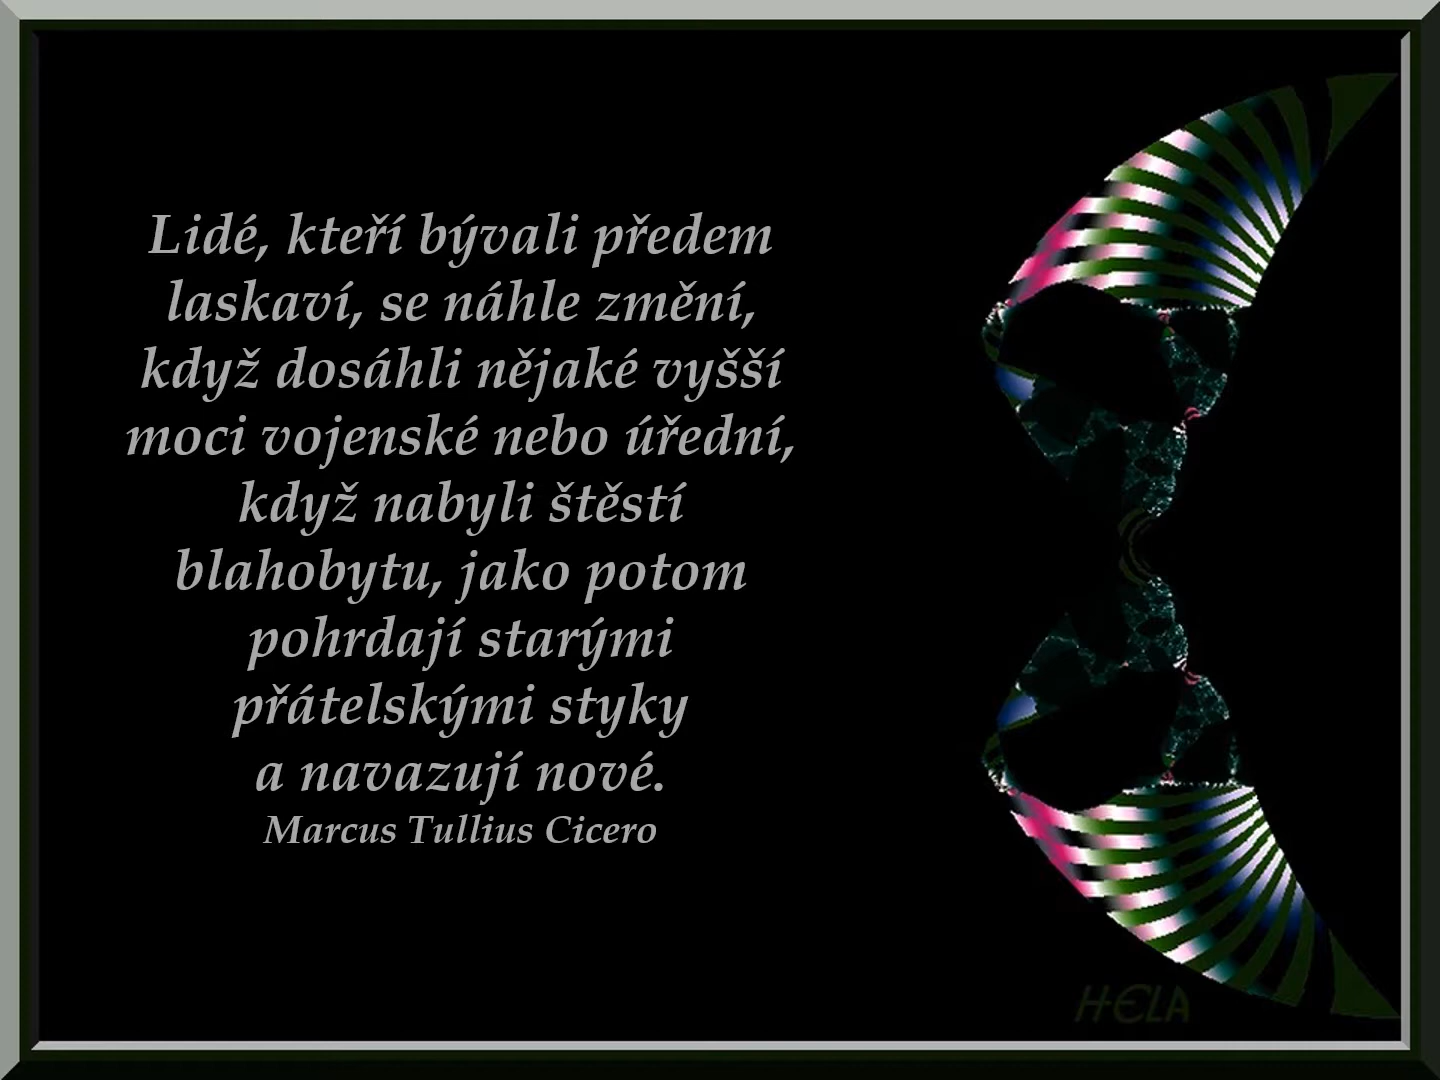 Lidé, kteří bývali předem
laskaví, se náhle změní,
když dosáhli nějaké vyšší
moci vojenské nebo úřední,
když nabyli štěstí
blahobytu, jako potom
pohrdají starými
přátelskými styky
a navazují nové.
Marcus Tullius Cicero
HELA